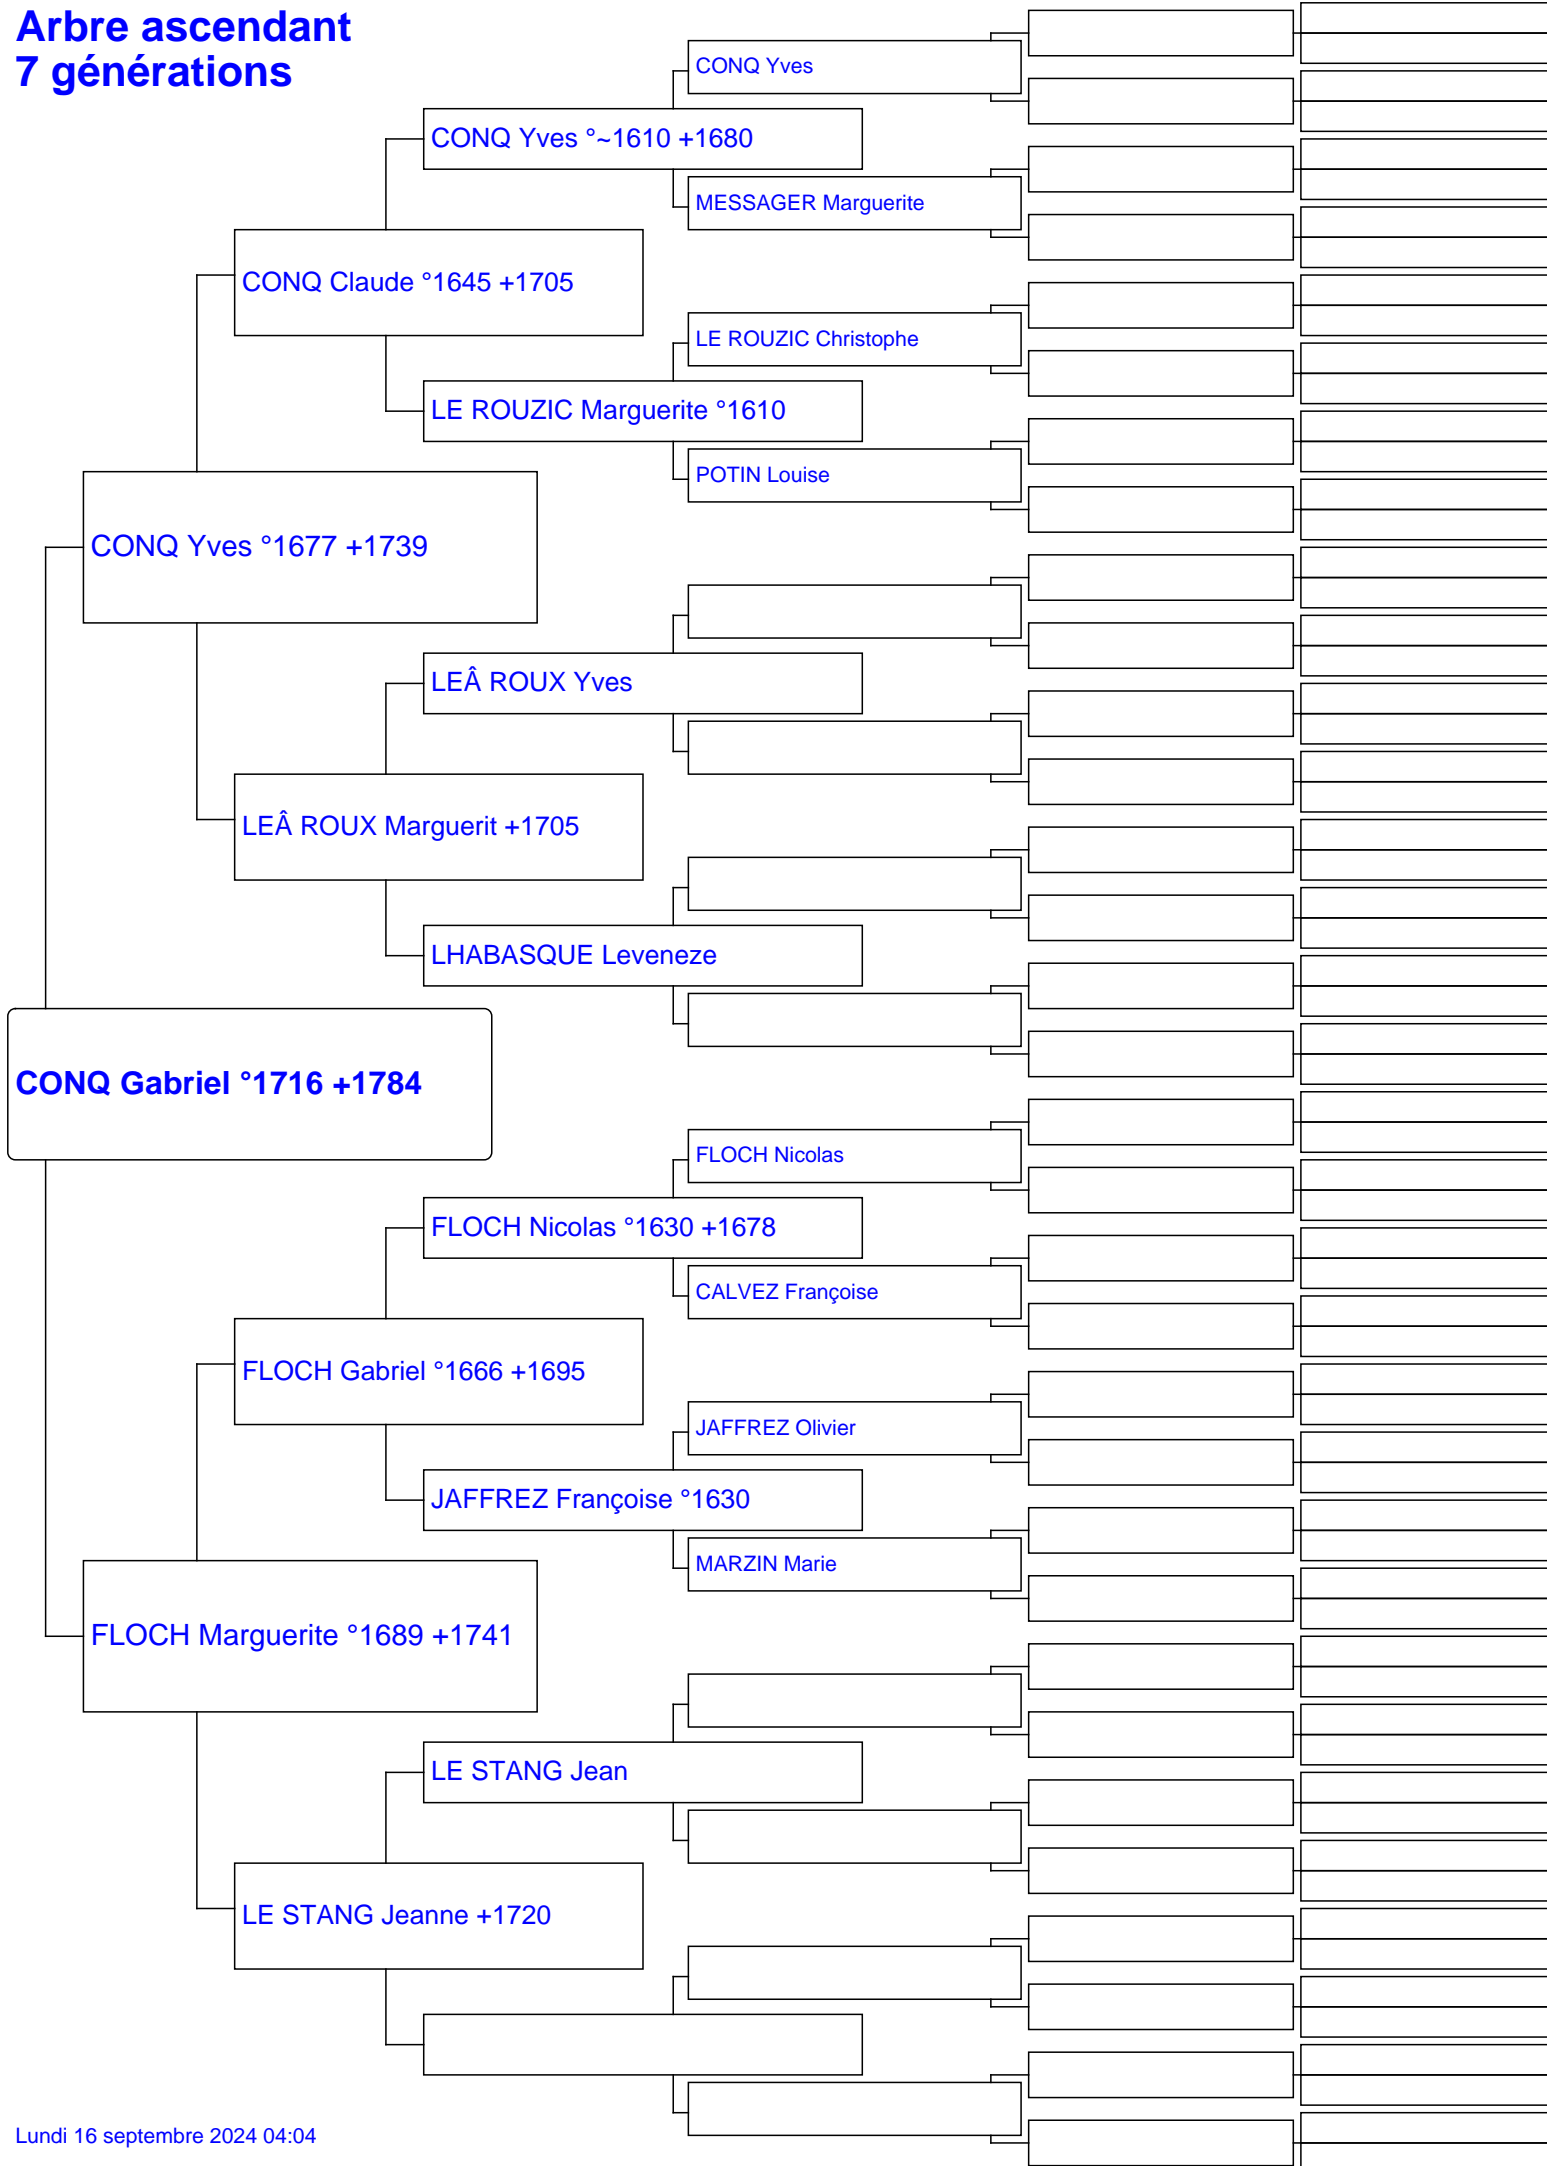 Arbre ascendant
7 générations
CONQ Yves
CONQ Yves °~1610 +1680
MESSAGER Marguerite
CONQ Claude °1645 +1705
LE ROUZIC Christophe
LE ROUZIC Marguerite °1610
POTIN Louise
CONQ Yves °1677 +1739
LEÂ ROUX Yves
LEÂ ROUX Marguerit +1705
LHABASQUE Leveneze
CONQ Gabriel °1716 +1784
FLOCH Nicolas
FLOCH Nicolas °1630 +1678
CALVEZ Françoise
FLOCH Gabriel °1666 +1695
JAFFREZ Olivier
JAFFREZ Françoise °1630
MARZIN Marie
FLOCH Marguerite °1689 +1741
LE STANG Jean
LE STANG Jeanne +1720
Lundi 16 septembre 2024 04:04